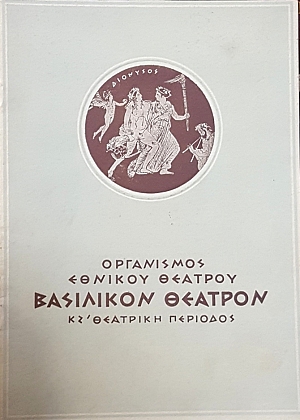 ΔΙΟΝΥΣΟΣ
ΟΡΓΑΝΙΣΜΟΣ
ΕΘΝΙΚΟΥ ΘΕΑΤΡΟΥ
ΒΑΣΙΛΙΚΟΝ ΘΕΑΤΡΟΝ
ΚΖ' ΘΕΑΤΡΙΚΗ ΠΕΡΙΟΔΟΣ